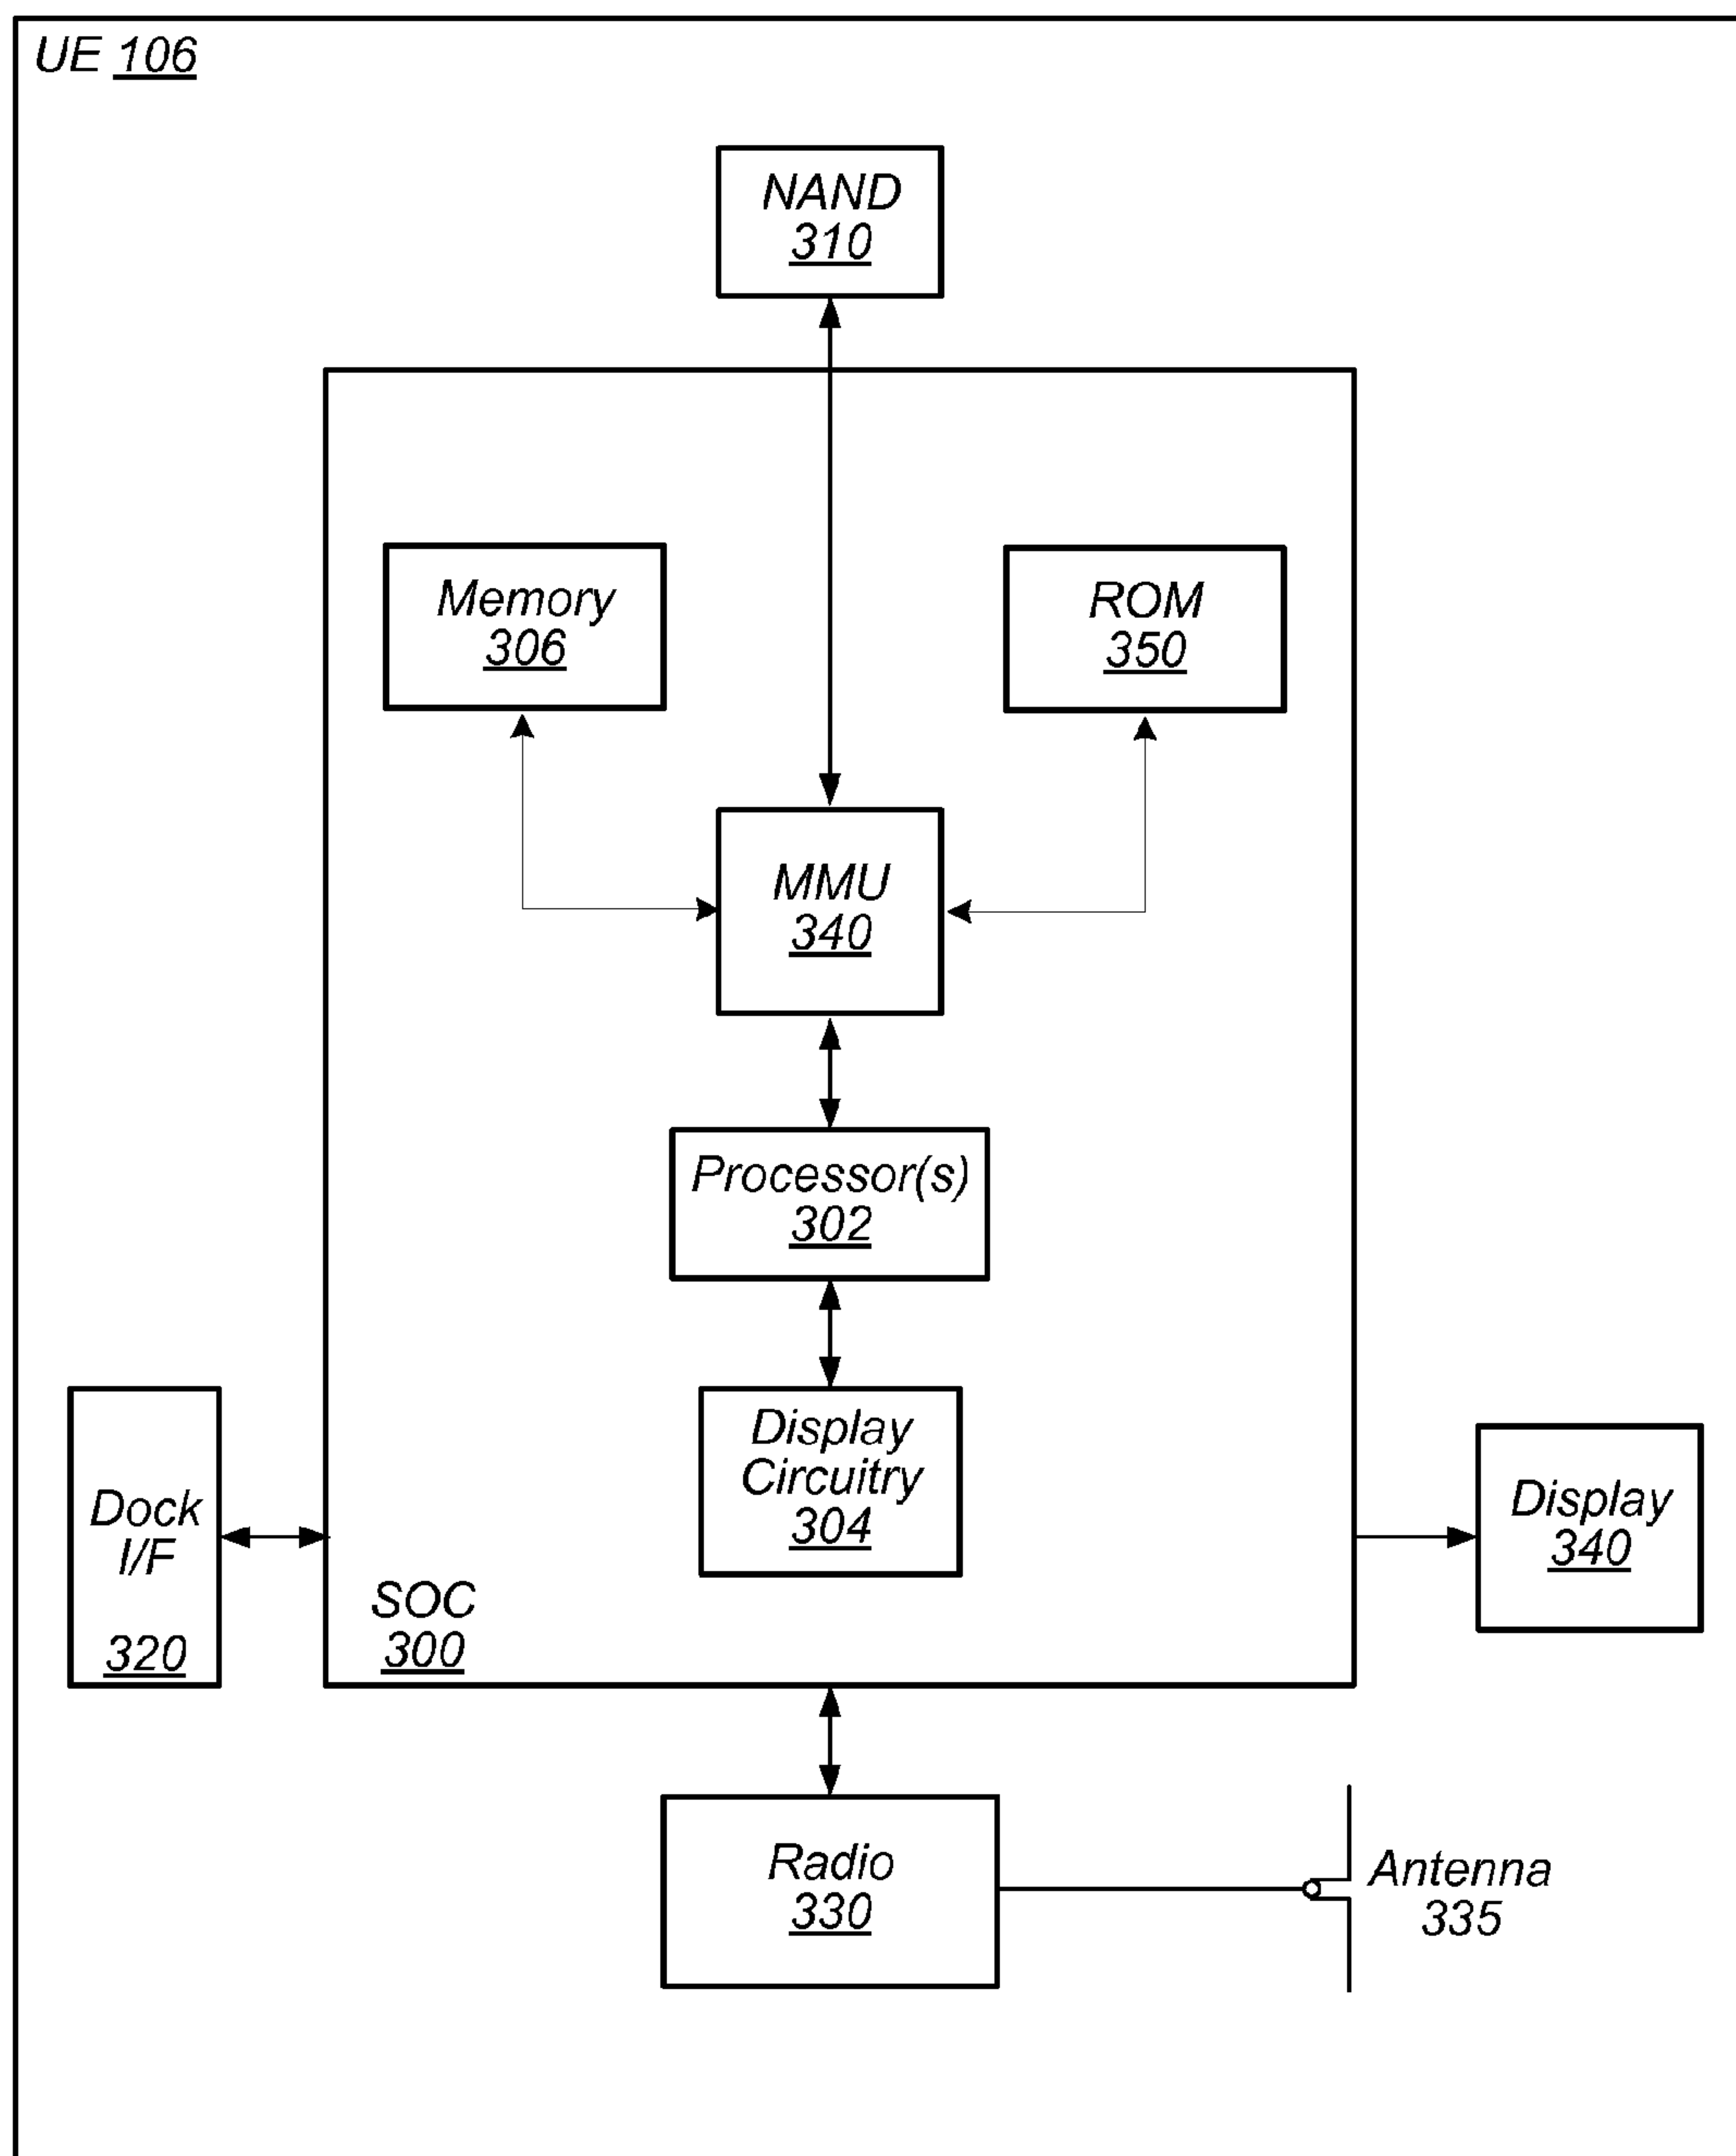 UE 106
NAND
310
Memory
306
ROM
350
MMU
340
Processor(s)
302
Display
Circuitry
304
Dock
I/F
320
SOC
300
Display
340
Radio
330
Antenna
335